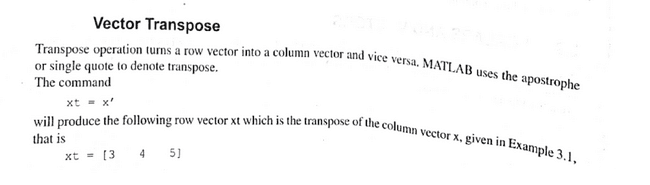 Vector Transpose
Transpose operation turns a row vector into a column vector and vice versa. MATLAB uses the apostrophe
or single quote to denote transpose.
The command
xt = x'
will produce the following row vector xt which is the transpose of the column vector x, given in Example 3.1,
that is
xt = [3 4 5]